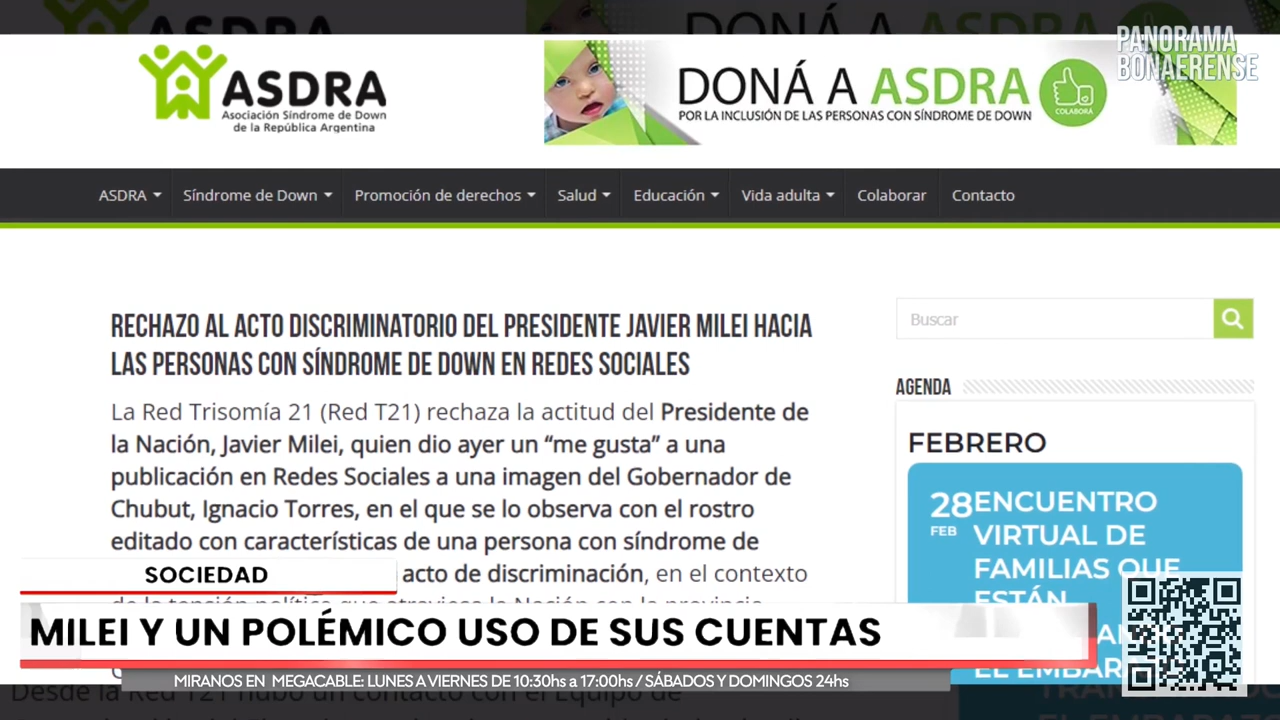 ASDRA
Asociación Síndrome de Down
de la República Argentina
DONÁ A ASDRA
POR LA INCLUSIÓN DE LAS PERSONAS CON SÍNDROME DE DOWN
COLABORÁ
PANORAMA
BONAERENSE
ASDRA Síndrome de Down Promoción de derechos Salud Educación Vida adulta Colaborar Contacto
RECHAZO AL ACTO DISCRIMINATORIO DEL PRESIDENTE JAVIER MILEI HACIA
LAS PERSONAS CON SÍNDROME DE DOWN EN REDES SOCIALES
La Red Trisomía 21 (Red T21) rechaza la actitud del Presidente de
la Nación, Javier Milei, quien dio ayer un “me gusta” a una
publicación en Redes Sociales a una imagen del Gobernador de
Chubut, Ignacio Torres, en el que se lo observa con el rostro
editado con características de una persona con síndrome de
acto de discriminación, en el contexto
Buscar
AGENDA
FEBRERO
28 FEB
ENCUENTRO
VIRTUAL DE
FAMILIAS QUE
ESTÁN
SOCIEDAD
MILEI Y UN POLÉMICO USO DE SUS CUENTAS
MIRANOS EN MEGACABLE: LUNES A VIERNES DE 10:30hs a 17:00hs / SÁBADOS Y DOMINGOS 24hs